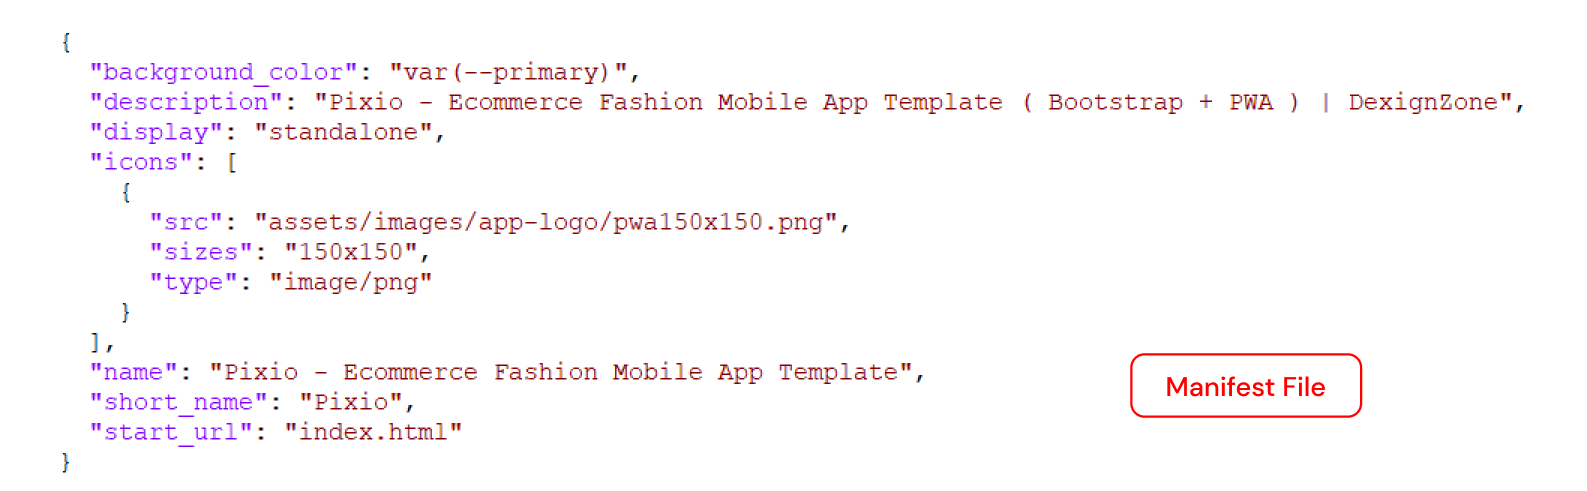 {
"background_color": "var(--primary)",
"description": "Pixio - Ecommerce Fashion Mobile App Template ( Bootstrap + PWA ) | DexignZone",
"display": "standalone",
"icons": [
{
"src": "assets/images/app-logo/pwa150x150.png",
"sizes": "150x150",
"type": "image/png"
}
],
"name": "Pixio - Ecommerce Fashion Mobile App Template",
"short_name": "Pixio",
"start_url": "index.html"
}
Manifest File